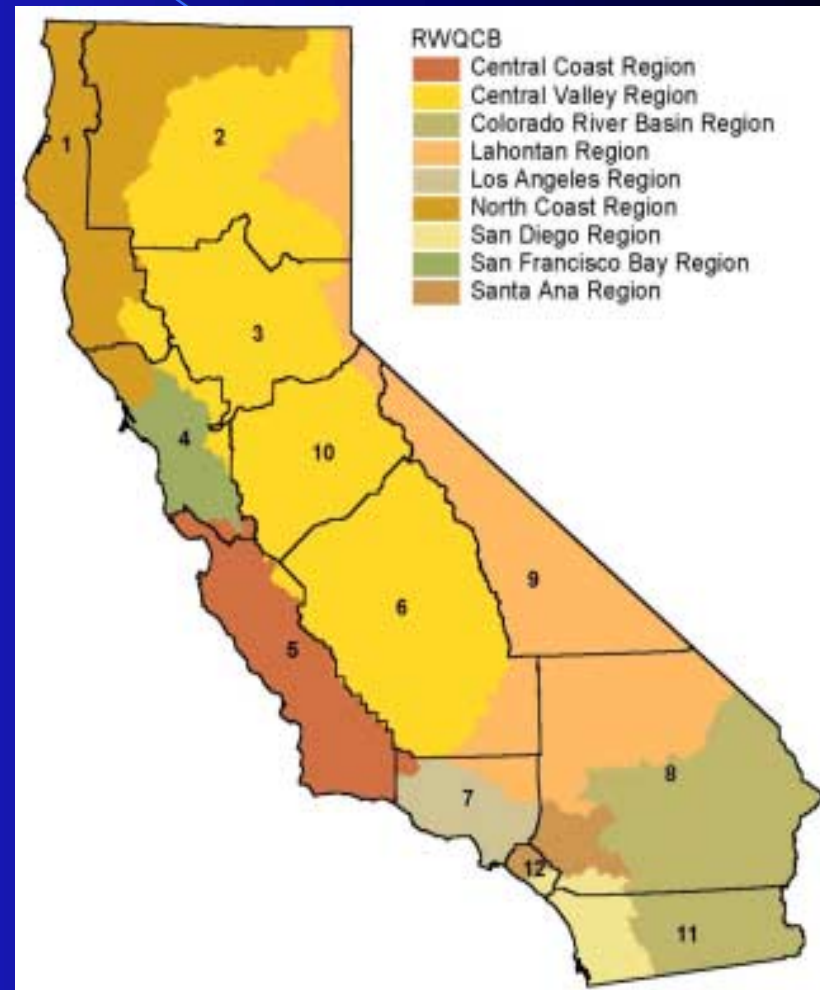 RWQCB
Central Coast Region
Central Valley Region
Colorado River Basin Region
Lahontan Region
Los Angeles Region
North Coast Region
San Diego Region
San Francisco Bay Region
Santa Ana Region
1
2
3
4
10
9
6
5
8
7
12
11